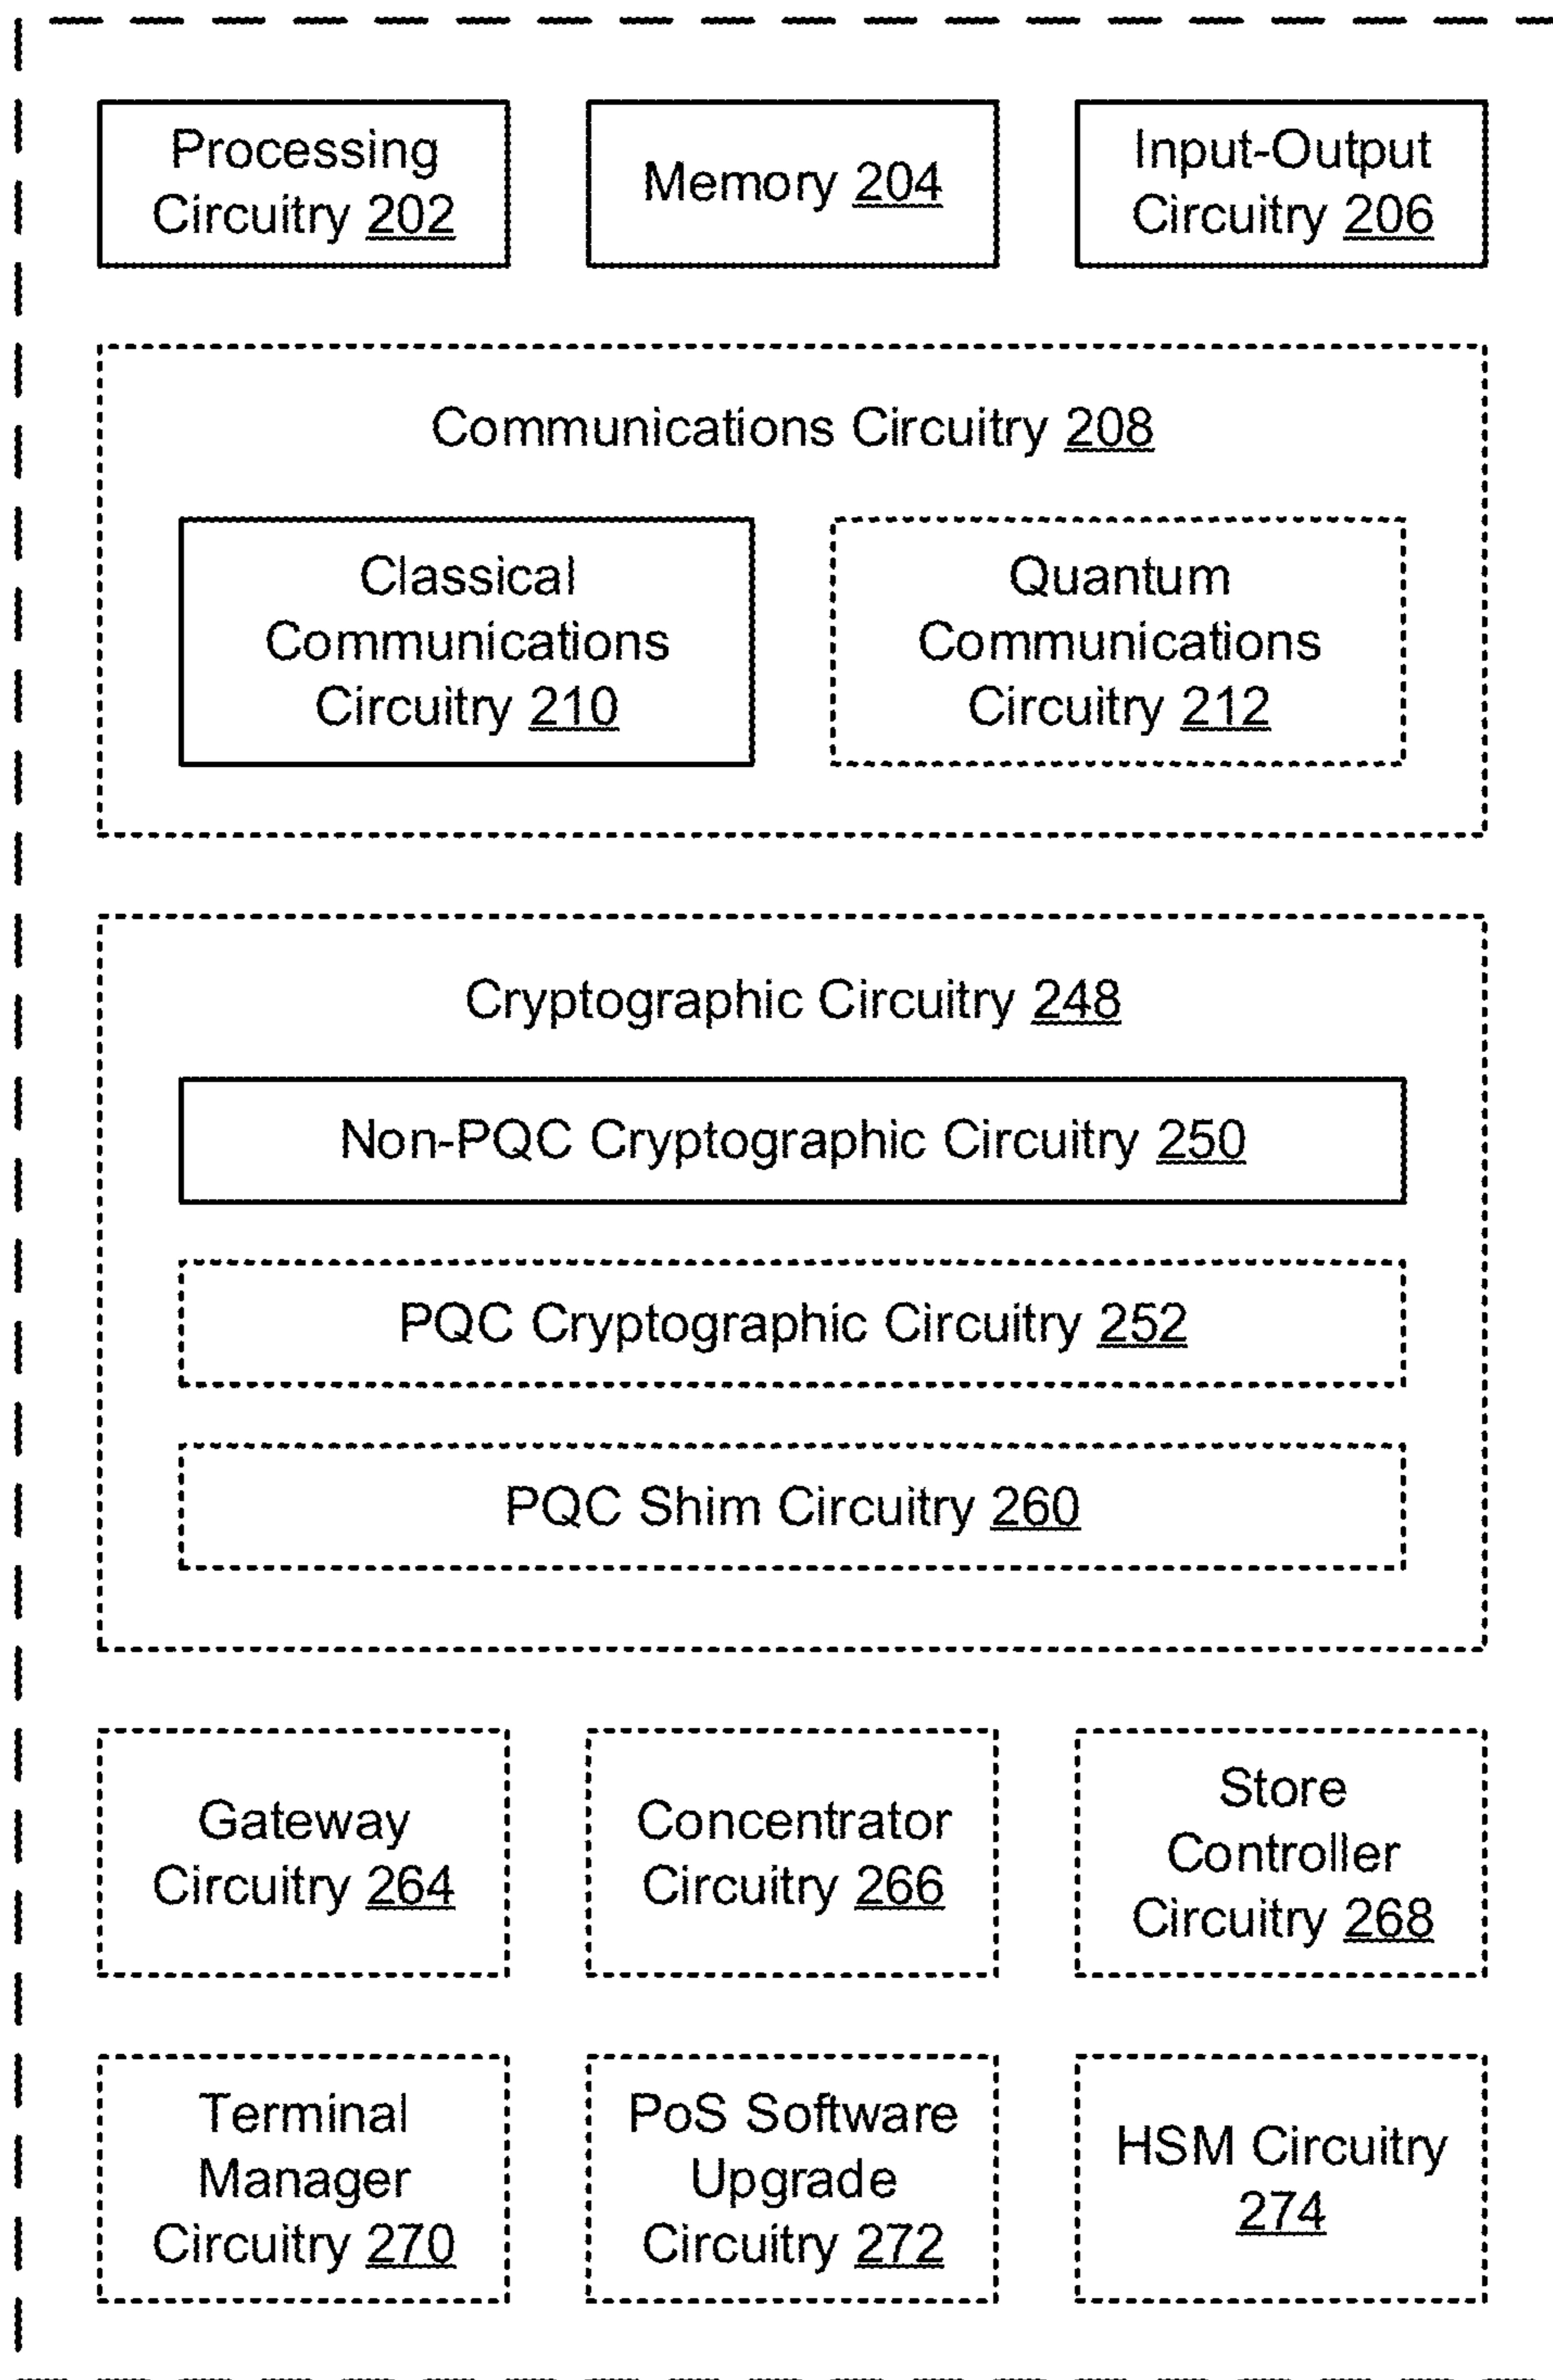 Processing
Circuitry 202
Memory 204
Input-Output
Circuitry 206
Communications Circuitry 208
Classical
Communications
Circuitry 210
Quantum
Communications
Circuitry 212
Cryptographic Circuitry 248
Non-PQC Cryptographic Circuitry 250
PQC Cryptographic Circuitry 252
PQC Shim Circuitry 260
Gateway
Circuitry 264
Concentrator
Circuitry 266
Store
Controller
Circuitry 268
Terminal
Manager
Circuitry 270
PoS Software
Upgrade
Circuitry 272
HSM Circuitry
274